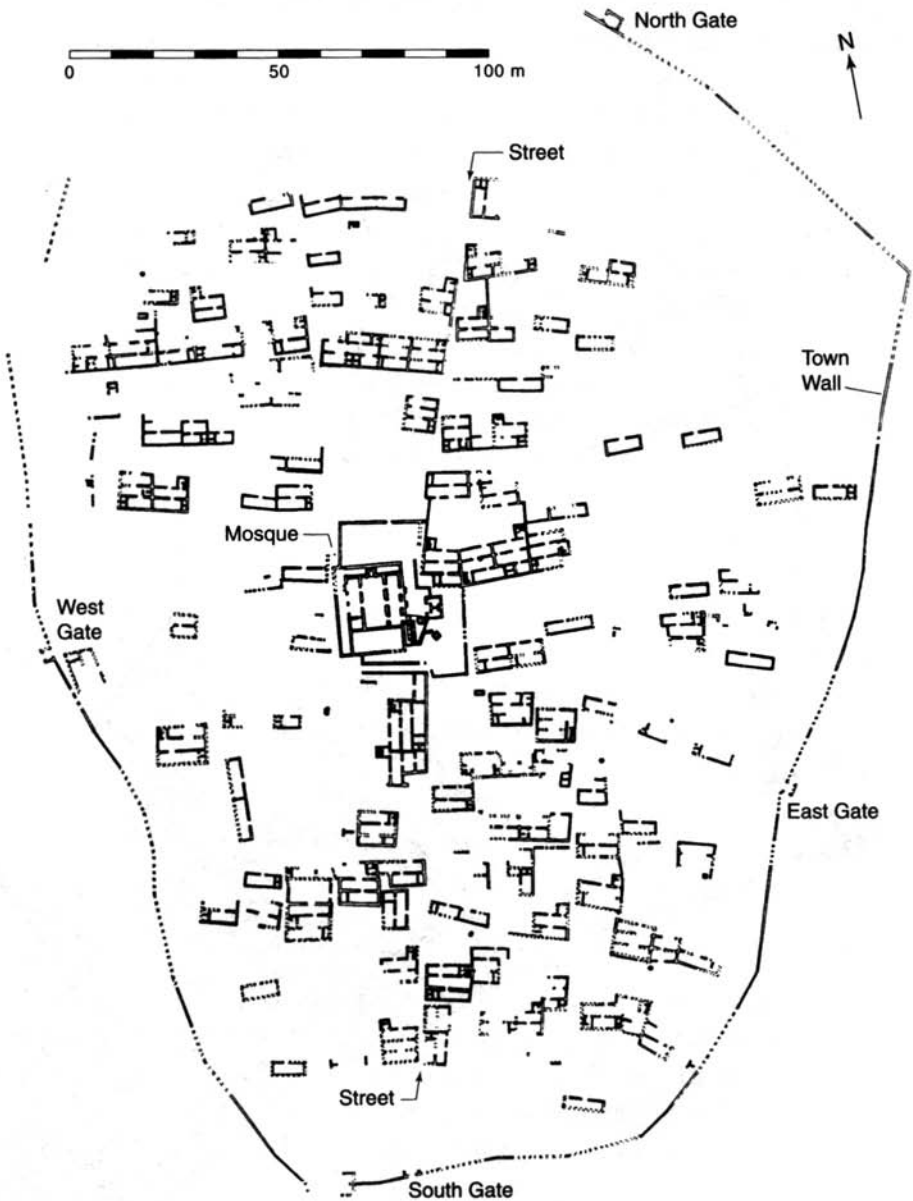 North Gate
N
0 50 100 m
Street
Town
Wall
Mosque
West
Gate
East Gate
Street
South Gate